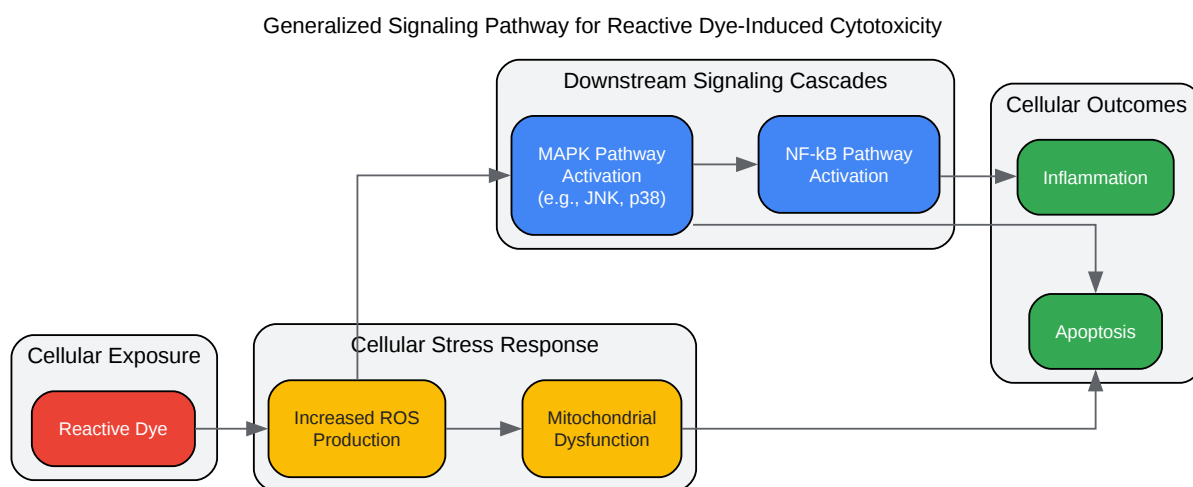 Generalized Signaling Pathway for Reactive Dye-Induced Cytotoxicity
Downstream Signaling Cascades
MAPK Pathway
Activation
(e.g., JNK, p38)
NF-kB Pathway
Activation
Cellular Outcomes
Inflammation
Apoptosis
Cellular Exposure
Reactive Dye
Cellular Stress Response
Increased ROS
Production
Mitochondrial
Dysfunction